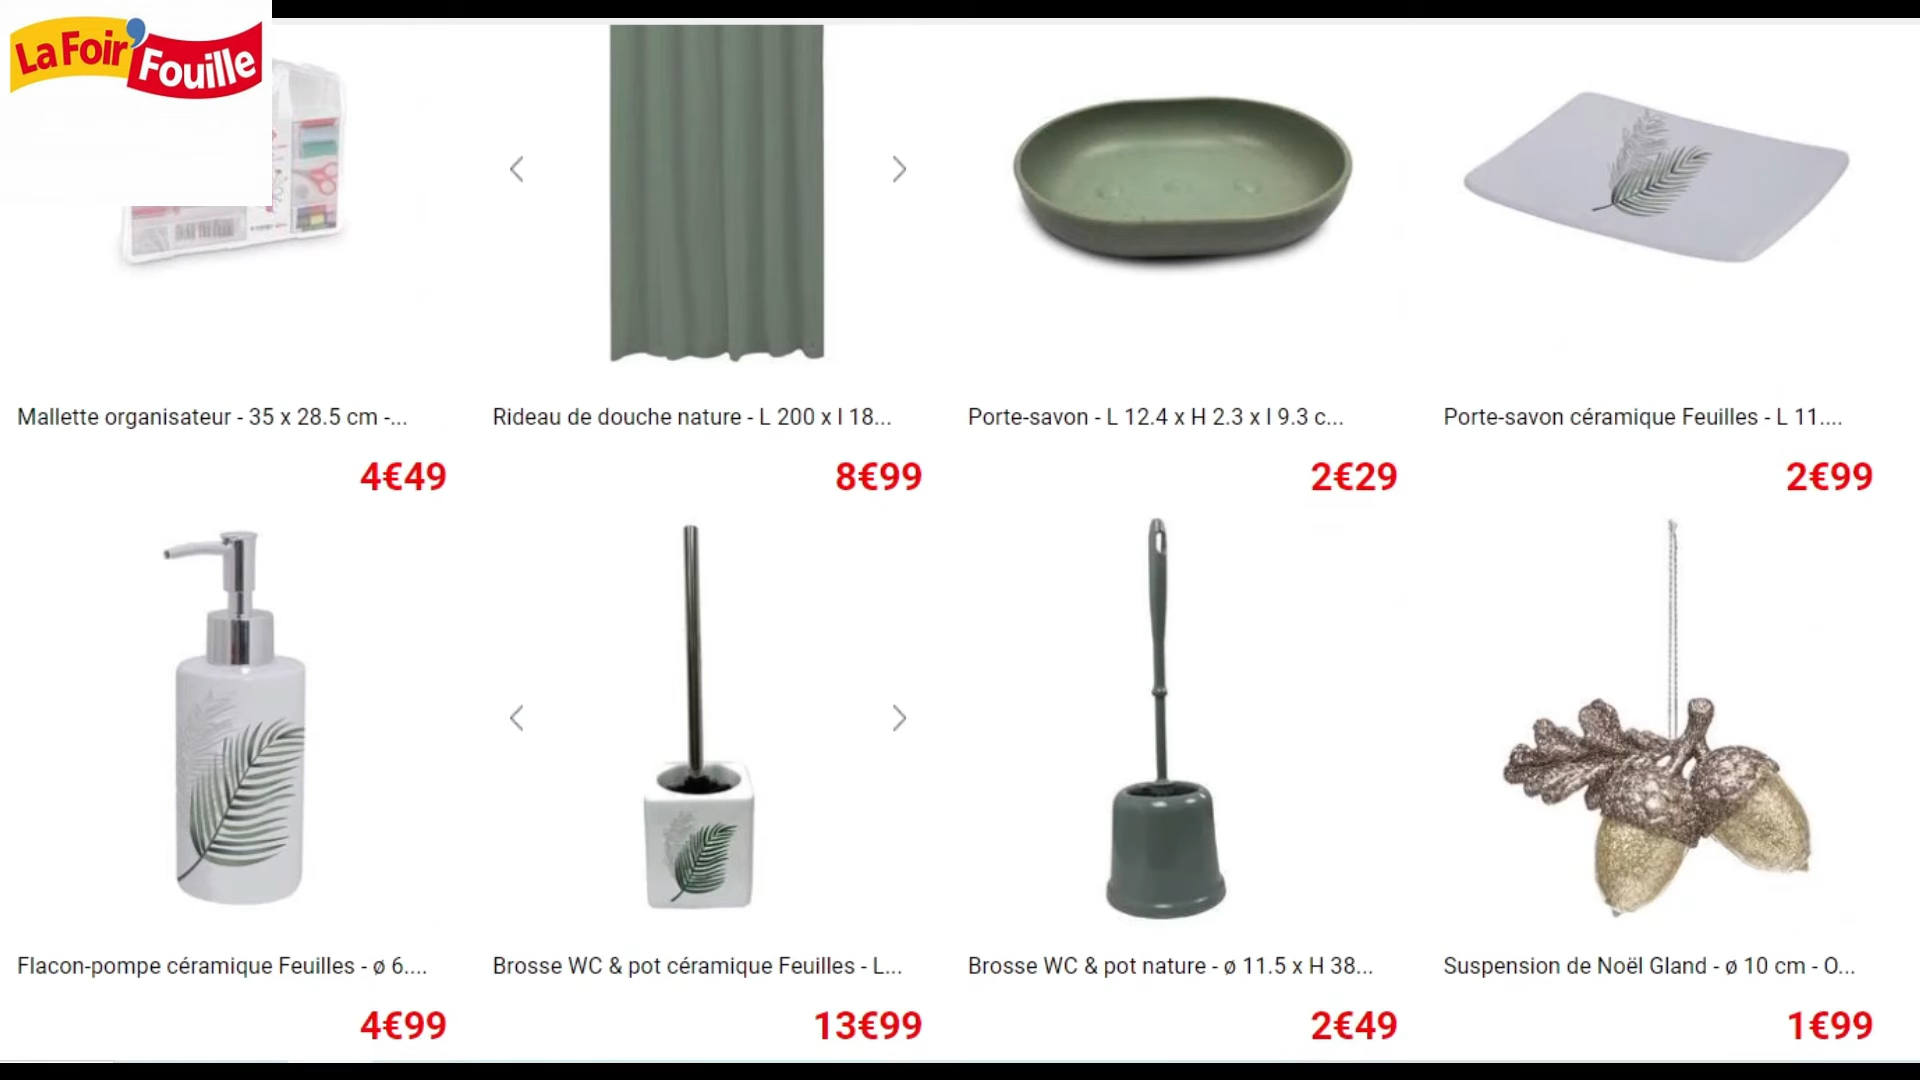 La Foir'Fouille
Mallette organisateur - 35 x 28.5 cm -...
Rideau de douche nature - L 200 x l 18...
Porte-savon - L 12.4 x H 2.3 x l 9.3 c...
Porte-savon céramique Feuilles - L 11....
4€49
8€99
2€29
2€99
Flacon-pompe céramique Feuilles - ø 6....
Brosse WC & pot céramique Feuilles - L...
Brosse WC & pot nature - ø 11.5 x H 38...
Suspension de Noël Gland - ø 10 cm - O...
4€99
13€99
2€49
1€99